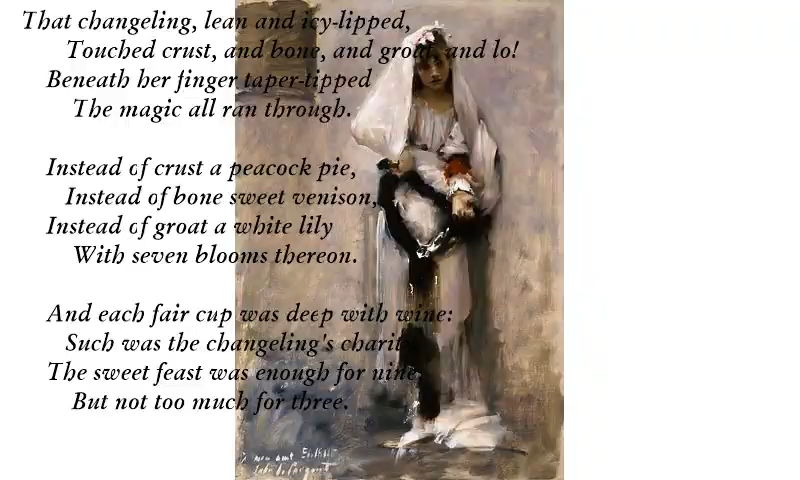 That changeling, lean and icy-lipped,
Touched crust, and bone, and groat, and lo!
Beneath her finger taper-tipped
The magic all ran through.
Instead of crust a peacock pie,
Instead of bone sweet venison,
Instead of groat a white lily
With seven blooms thereon.
And each fair cup was deep with wine:
Such was the changeling's charity
The sweet feast was enough for nine,
But not too much for three.